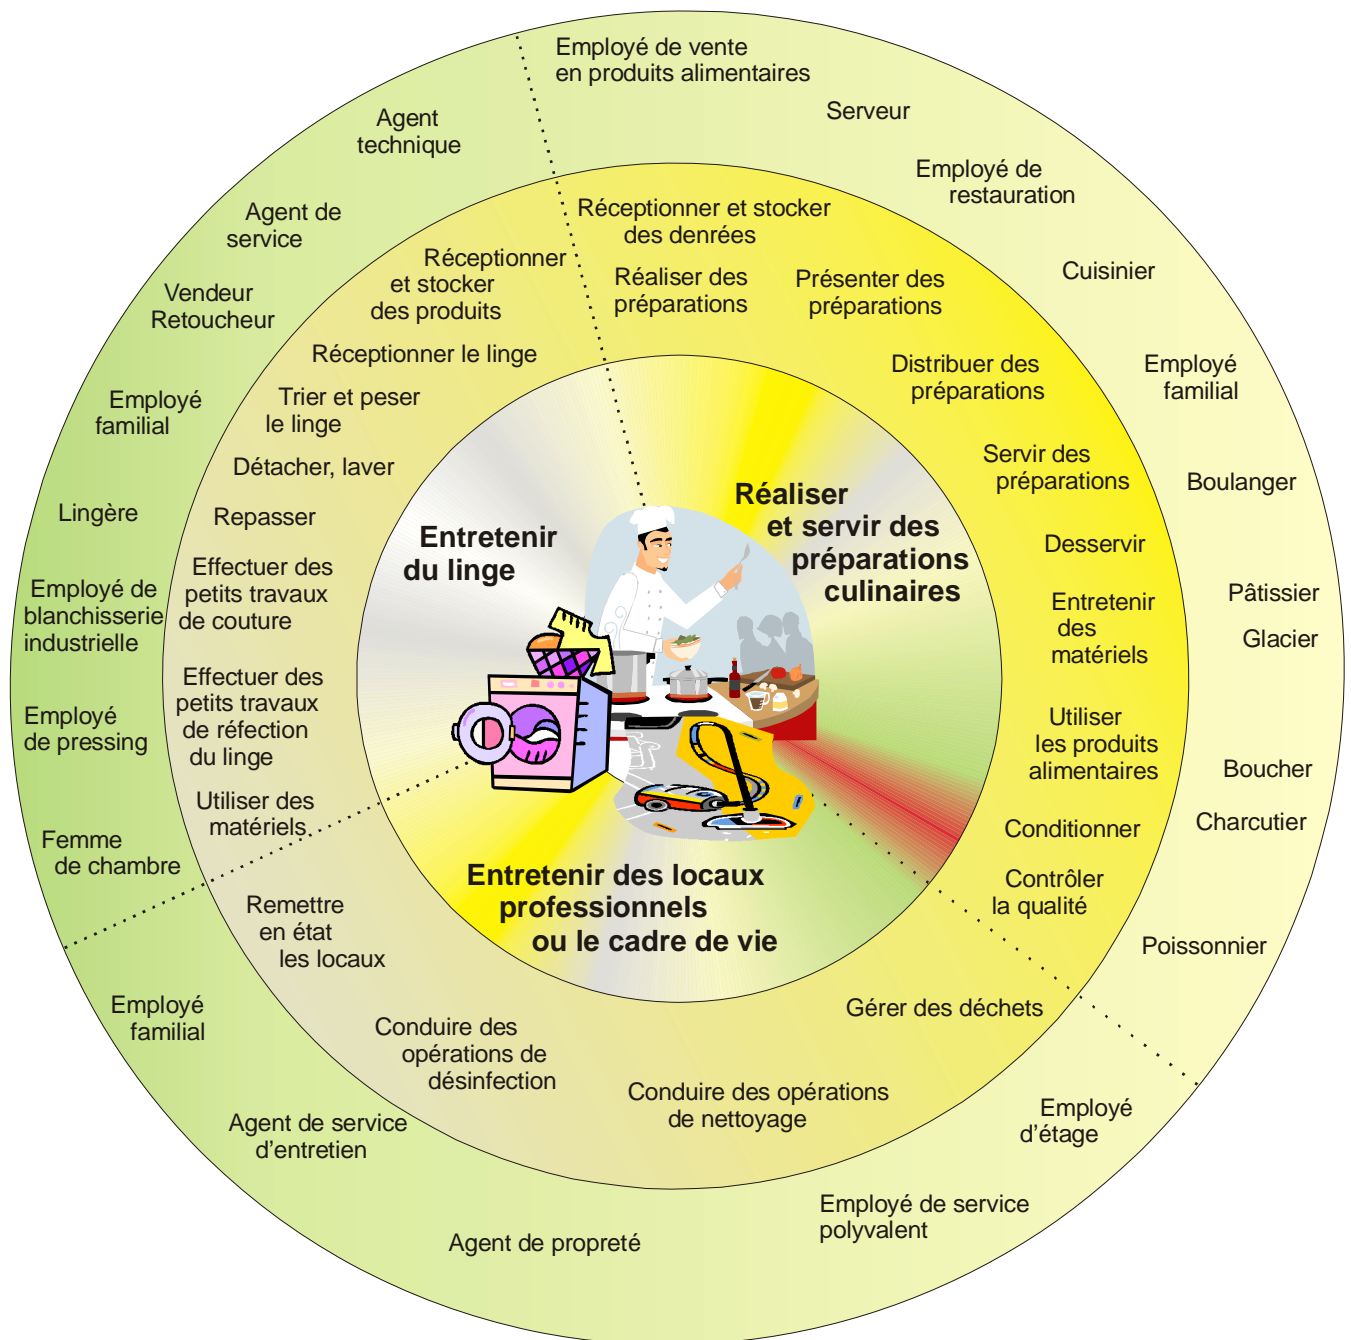 Employé de vente
en produits alimentaires
Serveur
Employé de
restauration
Cuisinier
Employé
familial
Boulanger
Pâtissier
Glacier
Boucher
Charcutier
Poissonnier
Réceptionner et stocker
des denrées
Réaliser des
préparations
Présenter des
préparations
Distribuer des
préparations
Servir des
préparations
Desservir
Entretenir
des
matériels
Utiliser
les produits
alimentaires
Conditionner
Contrôler
la qualité
Réaliser
et servir des
préparations
culinaires
Agent
technique
Agent de
service
Vendeur
Retoucheur
Employé
familial
Lingère
Employé de
blanchisserie
industrielle
Employé
de pressing
Femme
de chambre
Réceptionner
et stocker
des produits
Réceptionner le linge
Trier et peser
le linge
Détacher, laver
Repasser
Effectuer des
petits travaux
de couture
Effectuer des
petits travaux
de réfection
du linge
Utiliser des
matériels
Entretenir
du linge
Entretenir des locaux
professionnels
ou le cadre de vie
Remettre
en état
les locaux
Conduire des
opérations de
désinfection
Conduire des opérations
de nettoyage
Gérer des déchets
Employé
familial
Agent de service
d'entretien
Agent de propreté
Employé de service
polyvalent
Employé
d'étage